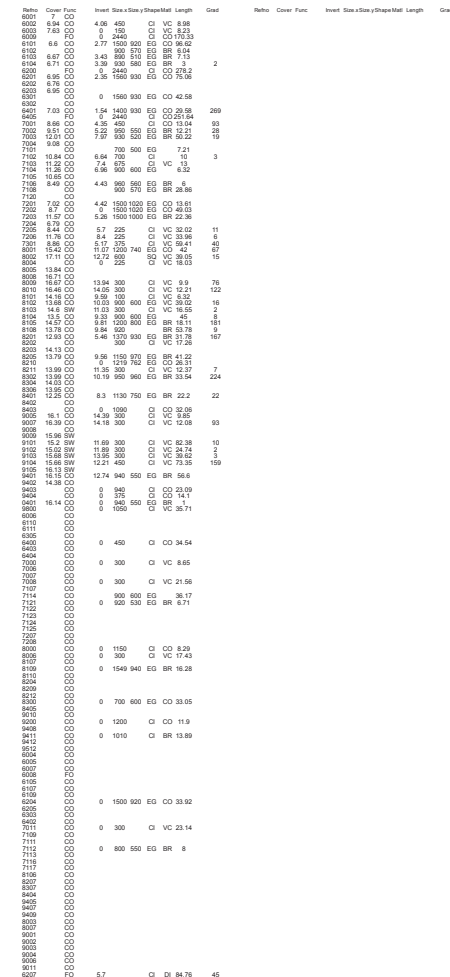 Refno Cover Func Invert Size.x Size.y Shape Matl Length Grad Refno Cover Func Invert Size.x Size.y Shape Matl Length Grad
6001 7 CO
6002 6.94 CO 4.06 450 CI VC 8.98
6003 7.63 CO 0 150 CI VC 8.23
6009 FO 0 2440 CI CO 170.33
6101 6.6 CO 2.77 1500 920 EG CO 96.62
6102 CO 900 570 EG BR 6.04
6103 6.67 CO 3.43 890 510 EG BR 7.13
6104 6.71 CO 3.39 930 580 EG BR 3 2
6200 FO 0 2440 CI CO 278.2
6201 6.95 CO 2.35 1560 930 EG CO 75.06
6202 6.76 CO
6203 6.95 CO
6301 CO 0 1560 930 EG CO 42.58
6302 CO
6401 7.03 CO 1.54 1400 930 EG CO 29.58 269
6405 FO 0 2440 CI CO 251.64
7001 8.66 CO 4.35 450 CI CO 13.04 93
7002 9.51 CO 5.22 950 550 EG BR 12.21 28
7003 12.01 CO 7.97 930 520 EG BR 50.22 19
7004 9.08 CO
7101 CO 700 500 EG 7.21
7102 10.84 CO 6.64 700 CI 10 3
7103 11.22 CO 7.4 675 CI VC 13
7104 11.26 CO 6.96 900 600 EG 6.32
7105 10.65 CO
7106 8.49 CO 4.43 960 560 EG BR 6
7108 CO 900 570 EG BR 28.86
7120 CO
7201 7.02 CO 4.42 1500 1020 EG CO 13.61
7202 8.7 CO 0 1500 1020 EG CO 49.03
7203 11.57 CO 5.26 1500 1000 EG BR 22.36
7204 6.79 CO
7205 8.44 CO 5.7 225 CI VC 32.02 11
7206 11.76 CO 8.4 225 CI VC 33.96 6
7301 8.86 CO 5.17 375 CI VC 59.41 40
8001 15.42 CO 11.07 1200 740 EG CO 42 67
8002 17.11 CO 12.72 600 SQ VC 39.05 15
8004 CO 0 225 CI VC 18.03
8005 13.84 CO
8008 16.71 CO
8009 16.67 CO 13.94 300 CI VC 9.9 76
8010 16.46 CO 14.05 300 CI VC 12.21 122
8101 14.16 CO 9.59 100 CI VC 6.32
8102 13.68 CO 10.03 900 600 EG VC 39.02 16
8103 14.6 SW 11.03 300 CI VC 16.55 2
8104 13.5 CO 9.33 900 600 EG 45 8
8105 14.57 CO 9.81 1200 800 EG BR 18.11 181
8108 13.78 CO 9.84 920 BR 53.78 9
8201 12.93 CO 5.46 1370 930 EG BR 31.78 167
8202 CO 300 CI VC 17.26
8203 14.13 CO
8205 13.79 CO 9.56 1150 970 EG BR 41.22
8210 CO 0 1219 762 EG CO 26.31
8211 13.99 CO 11.35 300 CI VC 12.37 7
8302 13.99 CO 10.19 950 960 EG BR 33.54 224
8304 14.03 CO
8306 13.95 CO
8401 12.25 CO 8.3 1130 750 EG BR 22.2 22
8402 CO
8403 CO 0 1090 CI CO 32.06
9005 16.1 CO 14.39 300 CI VC 9.85
9007 16.39 CO 14.18 300 CI VC 12.08 93
9008 CO
9009 15.96 SW
9101 15.2 SW 11.69 300 CI VC 82.38 10
9102 15.02 SW 11.89 300 CI VC 24.74 2
9103 15.68 SW 13.95 300 CI VC 39.62 3
9104 15.66 SW 12.21 450 CI VC 73.35 159
9105 16.13 SW
9401 16.15 CO 12.74 940 550 EG BR 56.6
9402 14.38 CO
9403 CO 0 940 CI CO 23.09
9404 CO 0 375 CI CO 14.1
0401 16.14 CO 0 940 550 EG BR 1
9800 CO 0 1050 CI VC 35.71
6006 CO
6110 CO
6111 CO
6305 CO
6400 CO 0 450 CI CO 34.54
6403 CO
6404 CO
7000 CO 0 300 CI VC 8.65
7006 CO
7007 CO
7008 CO 0 300 CI VC 21.56
7107 CO
7114 CO 900 600 EG 36.17
7121 CO 0 920 530 EG BR 6.71
7122 CO
7123 CO
7124 CO
7125 CO
7207 CO
7208 CO
8000 CO 0 1150 CI CO 8.29
8006 CO 0 300 CI VC 17.43
8107 CO
8109 CO 0 1549 940 EG BR 16.28
8110 CO
8204 CO
8209 CO
8212 CO
8300 CO 0 700 600 EG CO 33.05
8405 CO
9010 CO
9200 CO 0 1200 CI CO 11.9
9408 CO
9411 CO 0 1010 CI BR 13.89
9412 CO
9512 CO
6004 CO
6005 CO
6007 CO
6008 FO
6105 CO
6107 CO
6109 CO
6204 CO 0 1500 920 EG CO 33.92
6205 CO
6303 CO
6402 CO
7011 CO 0 300 CI VC 23.14
7109 CO
7111 CO
7112 CO 0 800 550 EG BR 8
7113 CO
7116 CO
7117 CO
8106 CO
8207 CO
8307 CO
8404 CO
9405 CO
9407 CO
9409 CO
8003 CO
8007 CO
9001 CO
9002 CO
9003 CO
9004 CO
9006 CO
9011 CO
6207 FO 5.7 CI DI 84.76 45